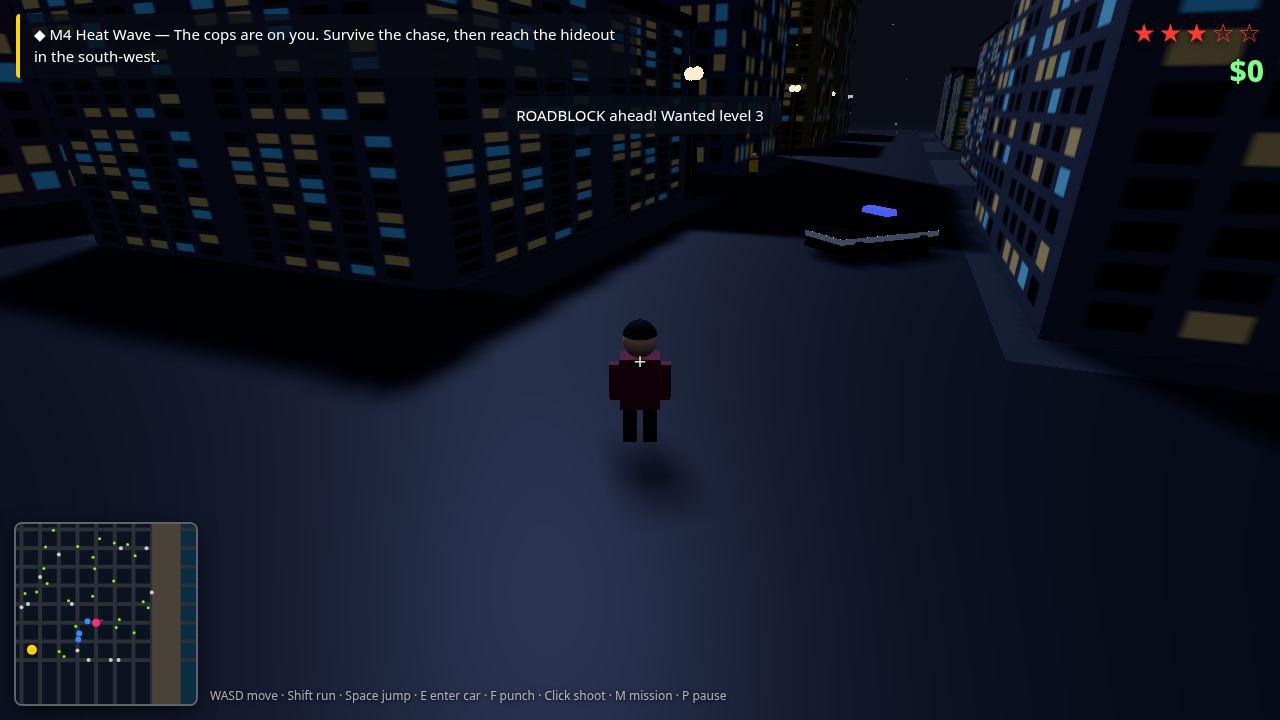 ◆ M4 Heat Wave — The cops are on you. Survive the chase, then reach the hideout
in the south-west.
★★★☆☆
$0
ROADBLOCK ahead! Wanted level 3
WASD move · Shift run · Space jump · E enter car · F punch · Click shoot · M mission · P pause